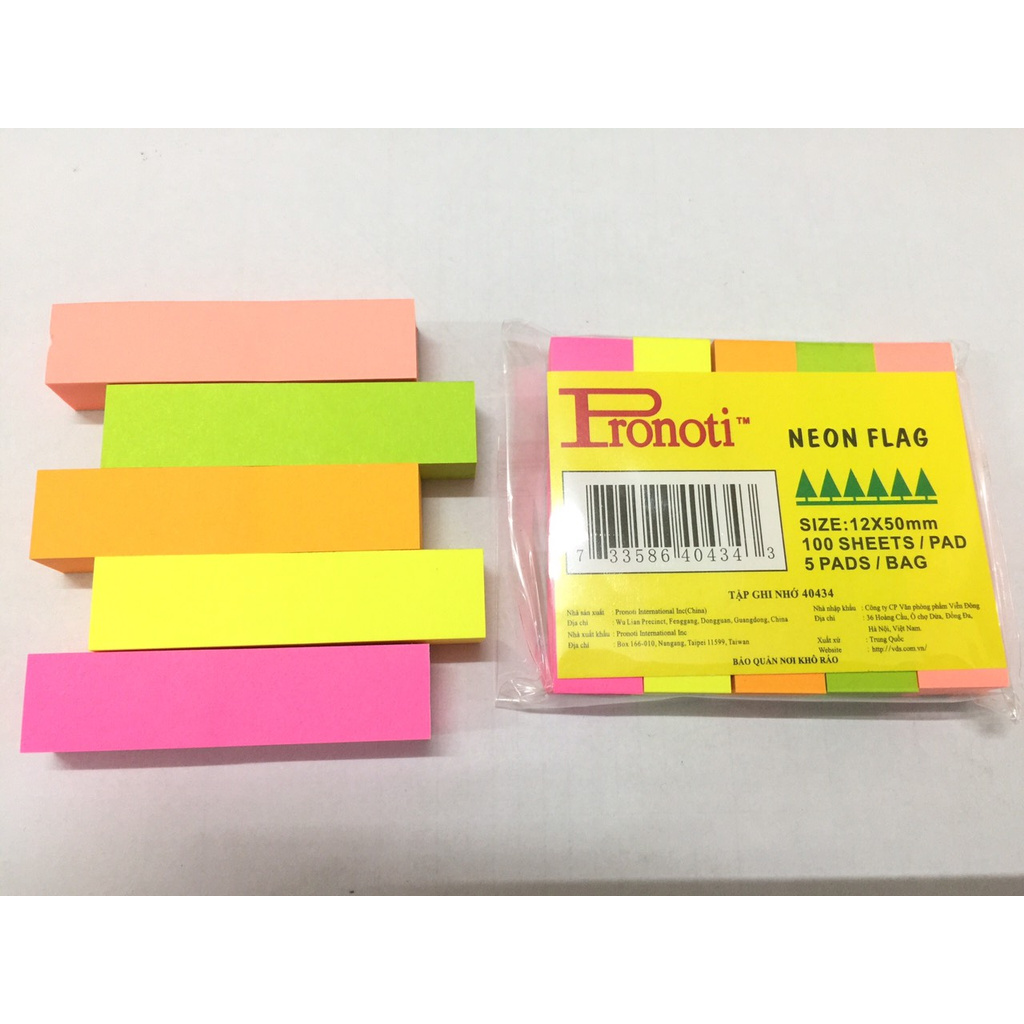 Pronoti™
NEON FLAG
SIZE:12X50mm
100 SHEETS / PAD
5 PADS / BAG
7 33586 40434 3
TẬP GHI NHỚ 40434
Nhà sản xuất : Pronoti International Inc(China)
Địa chỉ : Wu Lian Precinct, Fenggang, Dongguan, Guangdong, China
Nhà xuất khẩu : Pronoti International Inc
Địa chỉ : Box 166-010, Nangang, Taipei 11599, Taiwan
Nhà nhập khẩu : Công ty CP Văn phòng phẩm Viễn Đông
Địa chỉ : 36 Hoàng Cầu, Ô chợ Dừa, Đống Đa,
Hà Nội, Việt Nam.
Xuất xứ : Trung Quốc
Website : http://vds.com.vn/
BẢO QUẢN NƠI KHÔ RÁO